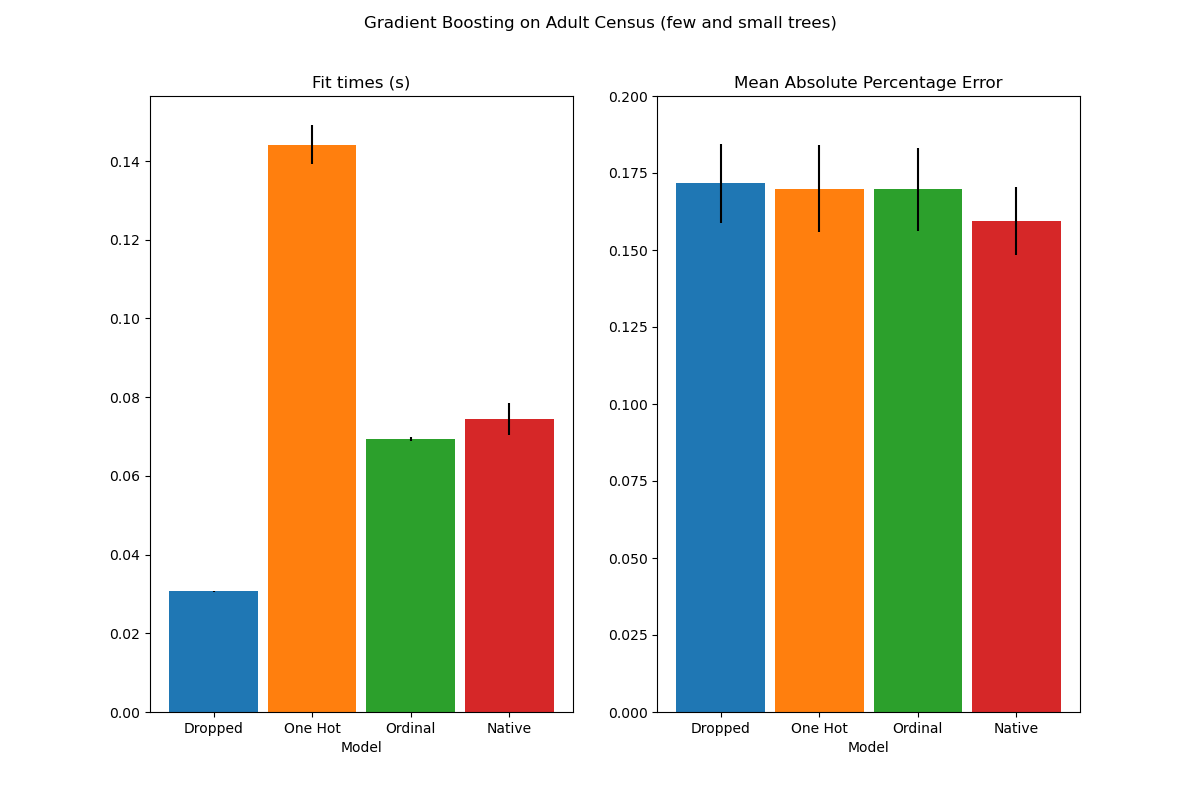 Gradient Boosting on Adult Census (few and small trees)
Fit times (s)
0.14
0.12
0.10
0.08
0.06
0.04
0.02
0.00
Dropped One Hot Ordinal Native
Model
Mean Absolute Percentage Error
0.200
0.175
0.150
0.125
0.100
0.075
0.050
0.025
0.000
Dropped One Hot Ordinal Native
Model